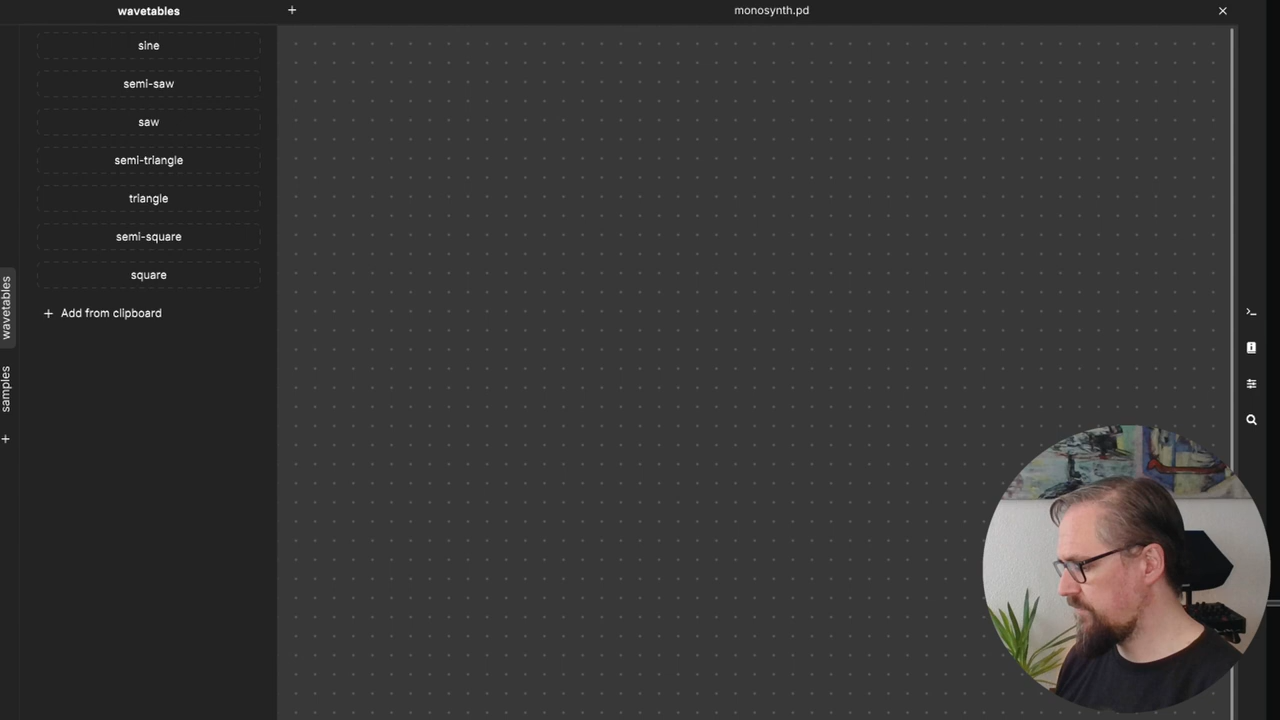 wavetables
+
monosynth.pd
×
sine
semi-saw
saw
semi-triangle
triangle
semi-square
square
+ Add from clipboard
wavetables
samples
+